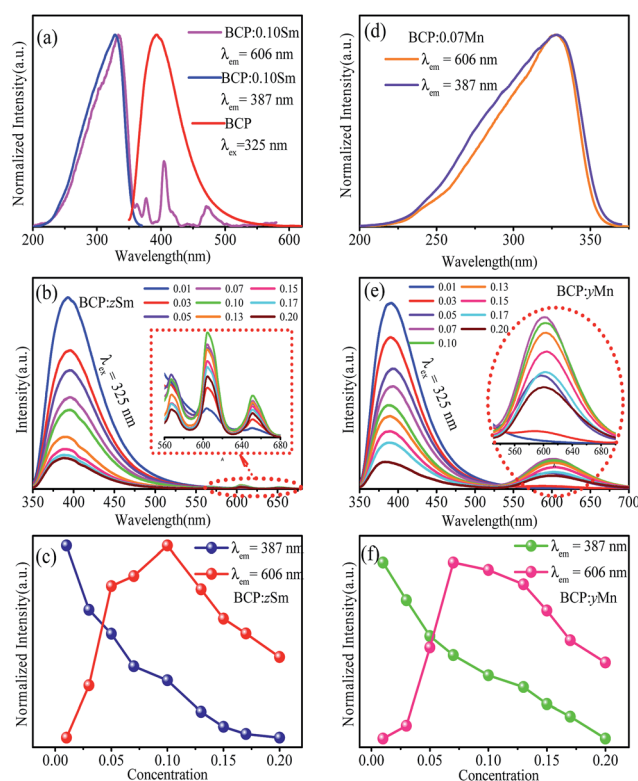 (a)
BCP:0.10Sm
λem = 606 nm
BCP:0.10Sm
λem = 387 nm
BCP
λex=325 nm
Normalized Intensity(a.u.)
200 300 400 500 600
Wavelength(nm)
(d)
BCP:0.07Mn
λem = 606 nm
λem = 387 nm
Normalized Intensity(a.u.)
200 250 300 350
Wavelength(nm)
(b)
0.01 0.07 0.15
0.03 0.10 0.17
0.05 0.13 0.20
BCP:zSm
λex = 325 nm
560 600 640 680
Intensity(a.u.)
350 400 450 500 550 600 650
Wavelength(nm)
(e)
0.01 0.13
0.03 0.15
0.05 0.17
0.07 0.20
0.10
BCP:yMn
λex = 325 nm
560 600 640 680
Intensity(a.u.)
350 400 450 500 550 600 650 700
Wavelength(nm)
(c)
λem = 387 nm
λem = 606 nm
BCP:zSm
Normalized Intensity(a.u.)
0.00 0.05 0.10 0.15 0.20
Concentration
(f)
λem = 387 nm
λem = 606 nm
BCP:yMn
Normalized Intensity(a.u.)
0.00 0.05 0.10 0.15 0.20
Concentration